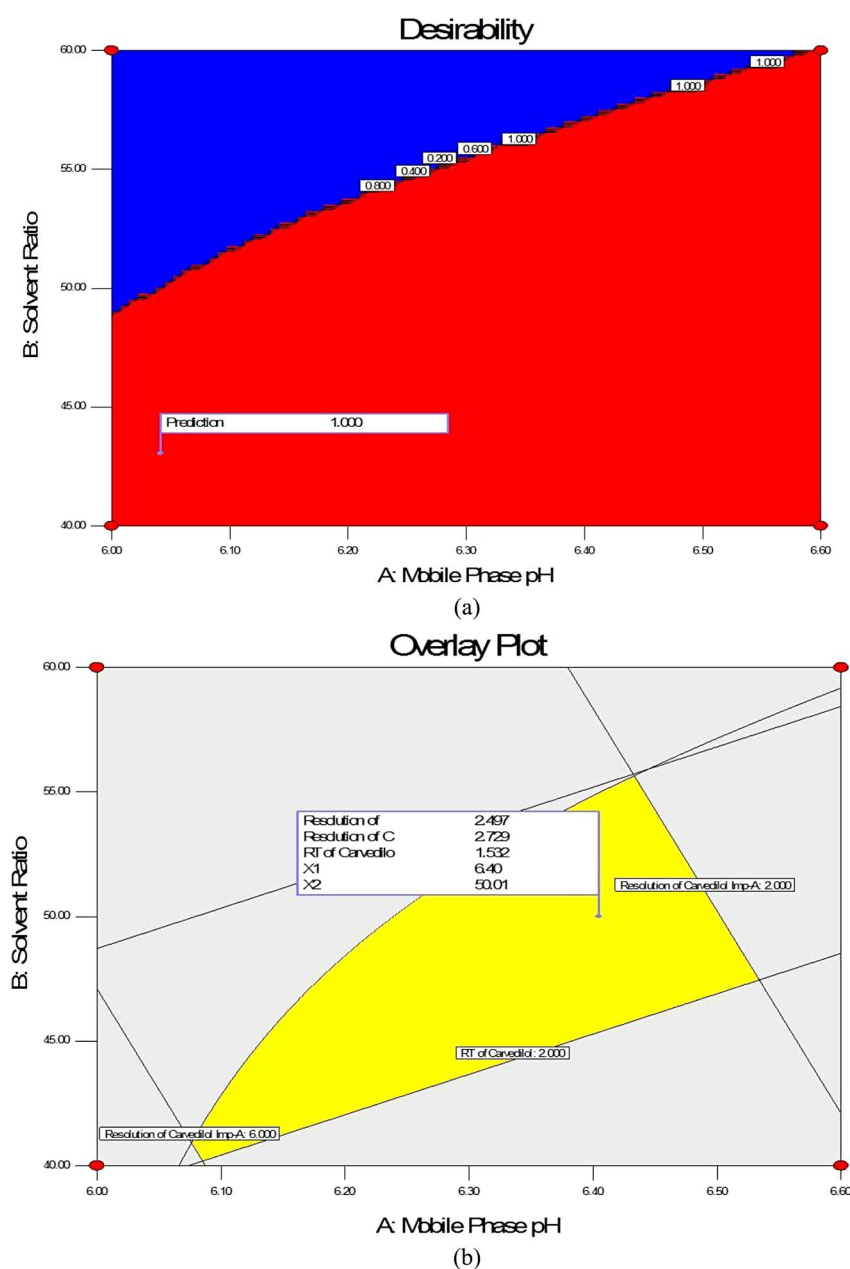 Desirability
60.00
1.000
1.000
1.000
0.600
0.200
0.400
0.800
55.00
50.00
45.00
40.00
B: Solvent Ratio
Prediction 1.000
6.00 6.10 6.20 6.30 6.40 6.50 6.60
A: Mobile Phase pH
(a)
Overlay Plot
60.00
55.00
50.00
45.00
40.00
B: Solvent Ratio
Resolution of 2.497
Resolution of C 2.729
RT of Carvedilo 1.532
X1 6.40
X2 50.01
Resolution of Carvedilol Imp-A: 2.000
RT of Carvedilol: 2.000
Resolution of Carvedilol Imp-A: 6.000
6.00 6.10 6.20 6.30 6.40 6.50 6.60
A: Mobile Phase pH
(b)